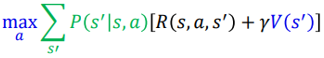 max_a ∑_{s'} P(s'|s,a)[R(s,a,s') + γV(s')]